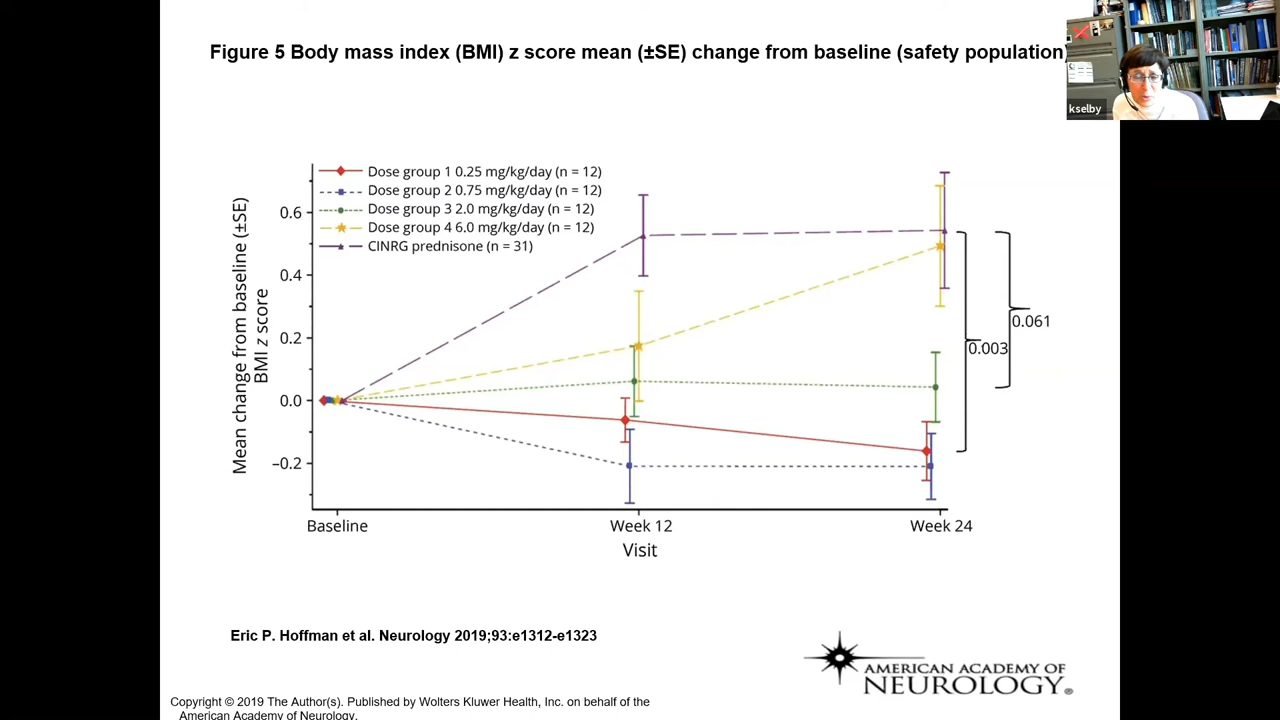 Figure 5 Body mass index (BMI) z score mean (±SE) change from baseline (safety population)
kselby
Dose group 1 0.25 mg/kg/day (n = 12)
Dose group 2 0.75 mg/kg/day (n = 12)
Dose group 3 2.0 mg/kg/day (n = 12)
Dose group 4 6.0 mg/kg/day (n = 12)
CINRG prednisone (n = 31)
Mean change from baseline (±SE)
BMI z score
0.6
0.4
0.2
0.0
–0.2
0.061
0.003
Baseline
Week 12
Week 24
Visit
Eric P. Hoffman et al. Neurology 2019;93:e1312-e1323
AMERICAN ACADEMY OF
NEUROLOGY®
Copyright © 2019 The Author(s). Published by Wolters Kluwer Health, Inc. on behalf of the
American Academy of Neurology.